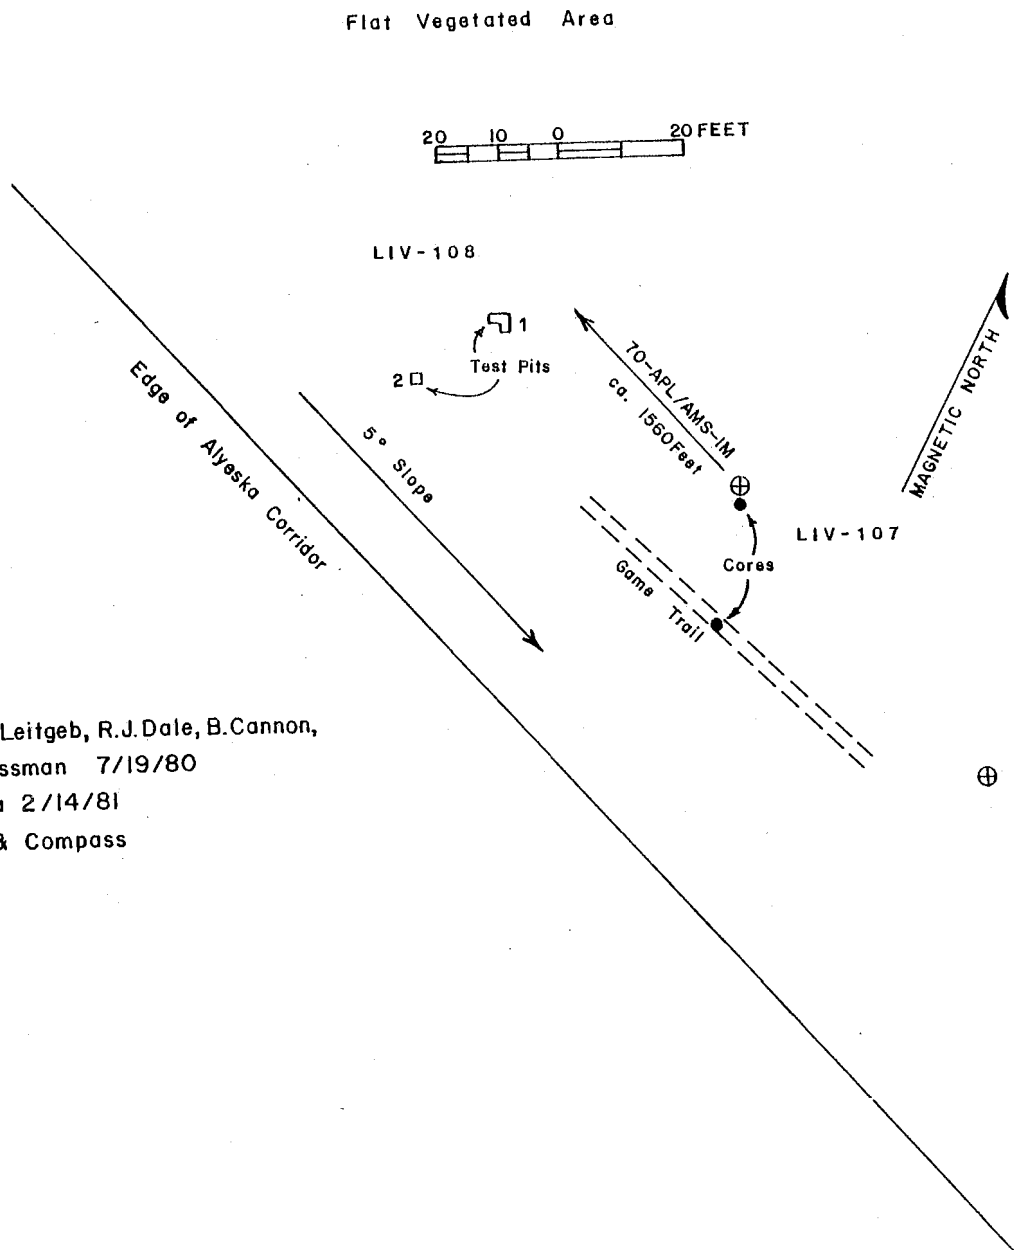 Flat Vegetated Area
20 10 0 20 FEET
LIV-108
1
Test Pits
2
70-APL/AMS-1M
ca. 1560 Feet
MAGNETIC NORTH
Edge of Alyeska Corridor
5° Slope
LIV-107
Cores
Game Trail
Leitgeb, R.J. Dale, B. Cannon,
ssman 7/19/80
2/14/81
& Compass